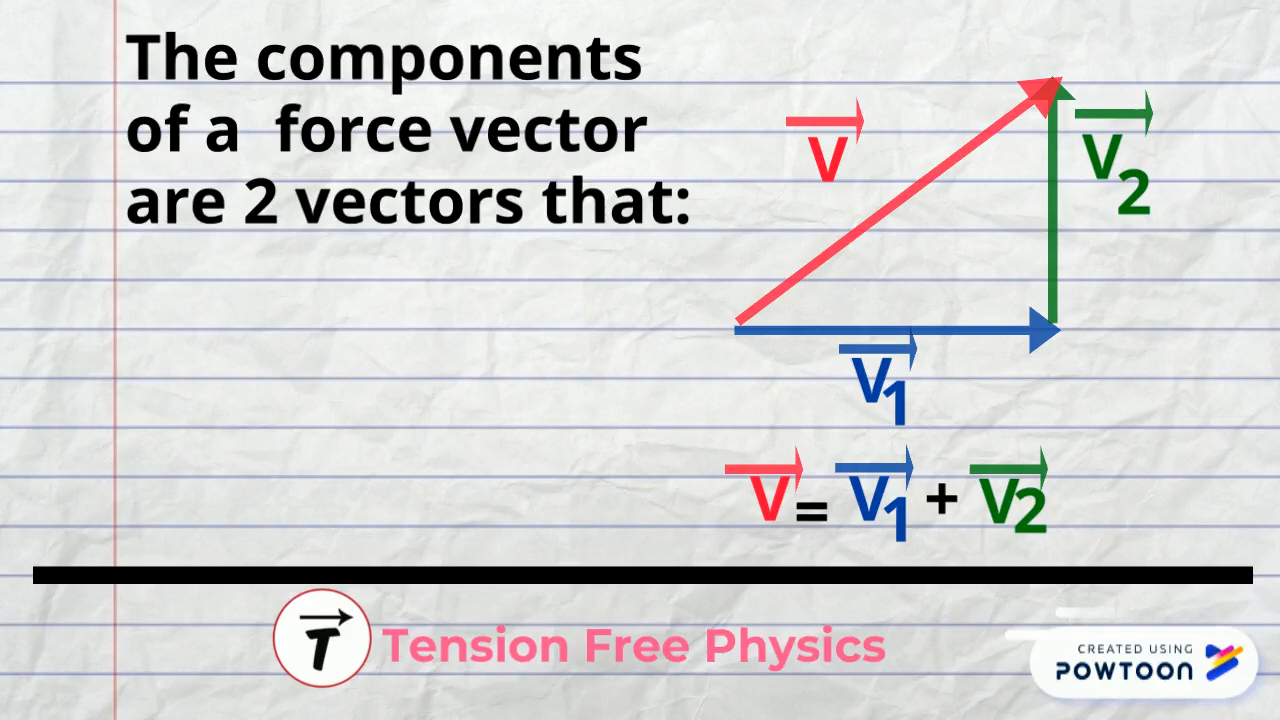 The components
of a force vector
are 2 vectors that:
V
V2
V1
V = V1 + V2
T
Tension Free Physics
CREATED USING
POWTOON